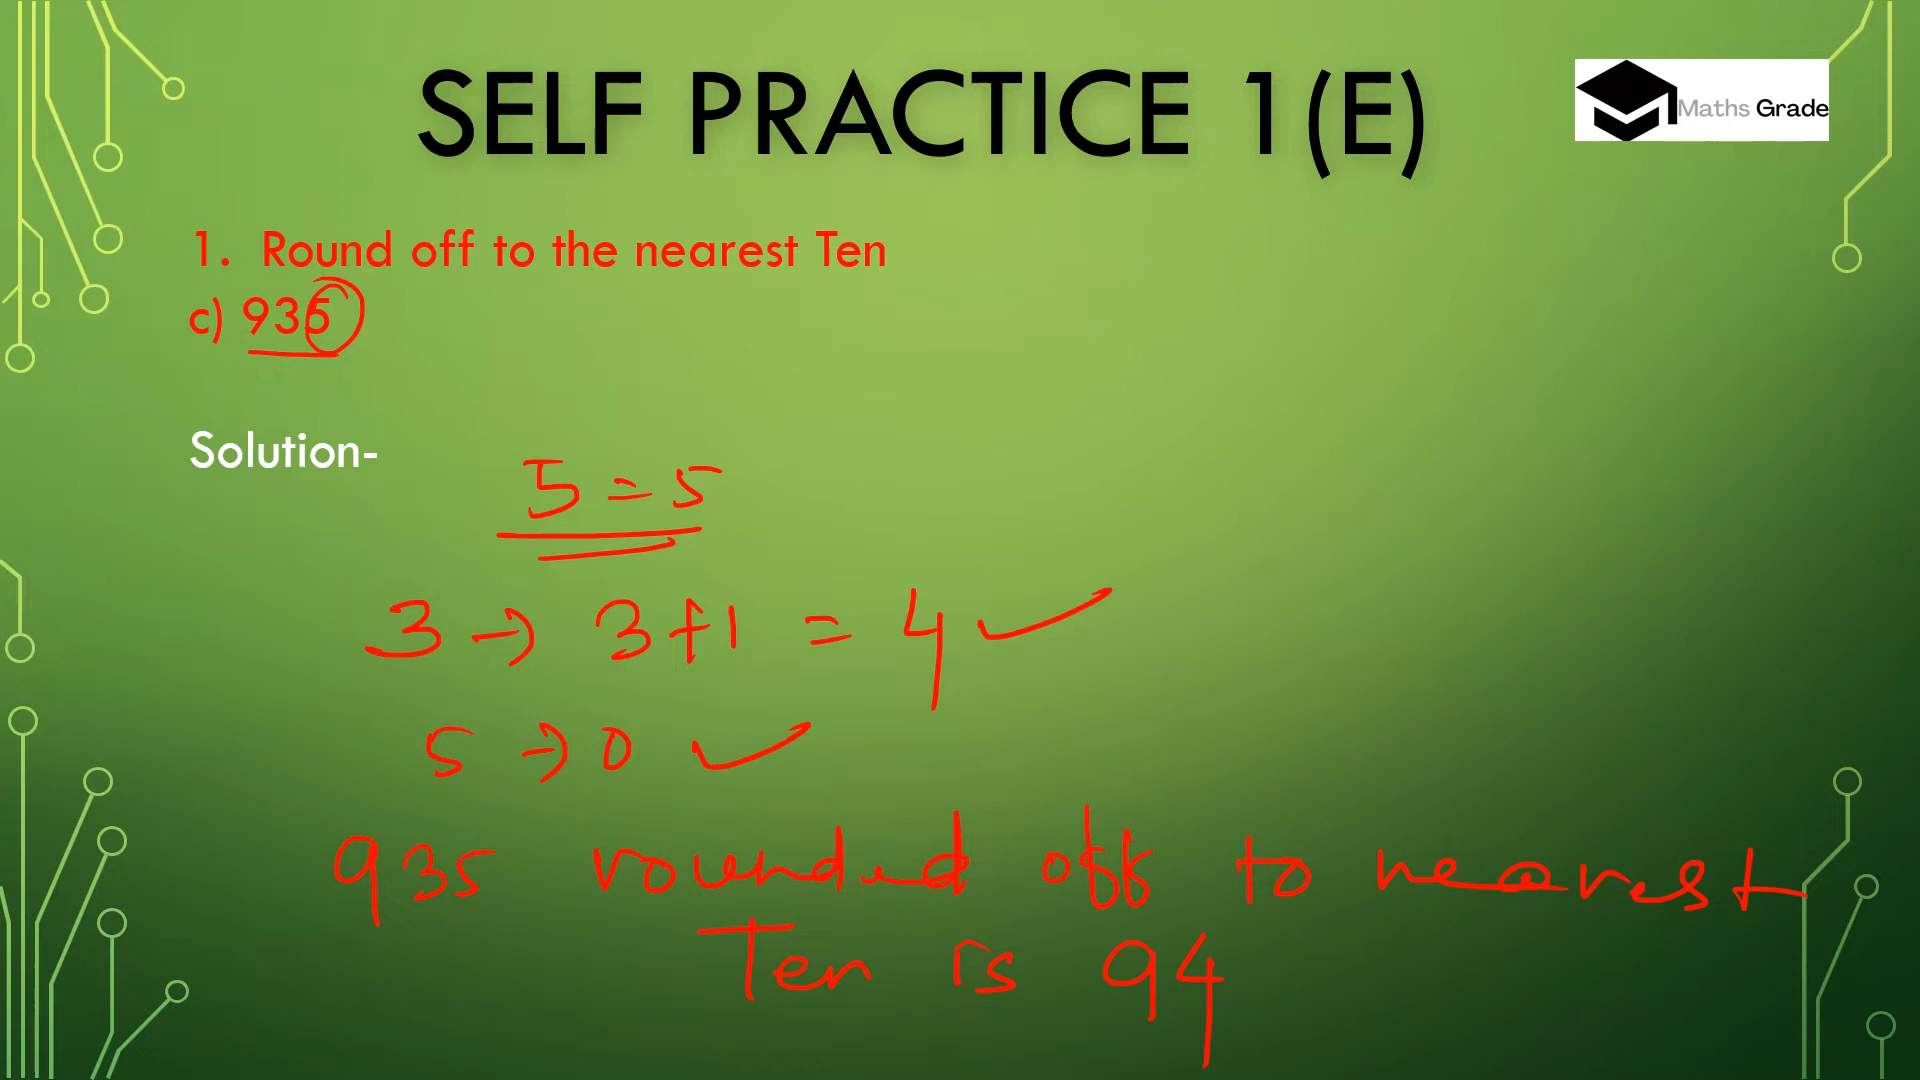 SELF PRACTICE 1(E)
Maths Grade
1. Round off to the nearest Ten
c) 935
Solution-
5 = 5
3 → 3+1 = 4 ✓
5 → 0 ✓
935 rounded off to nearest
Ten is 94